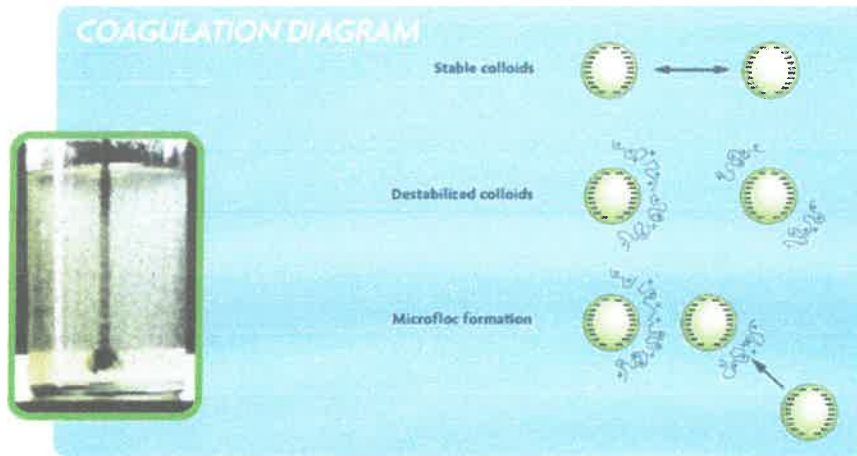 COAGULATION DIAGRAM
Stable colloids
Destabilized colloids
Microfloc formation